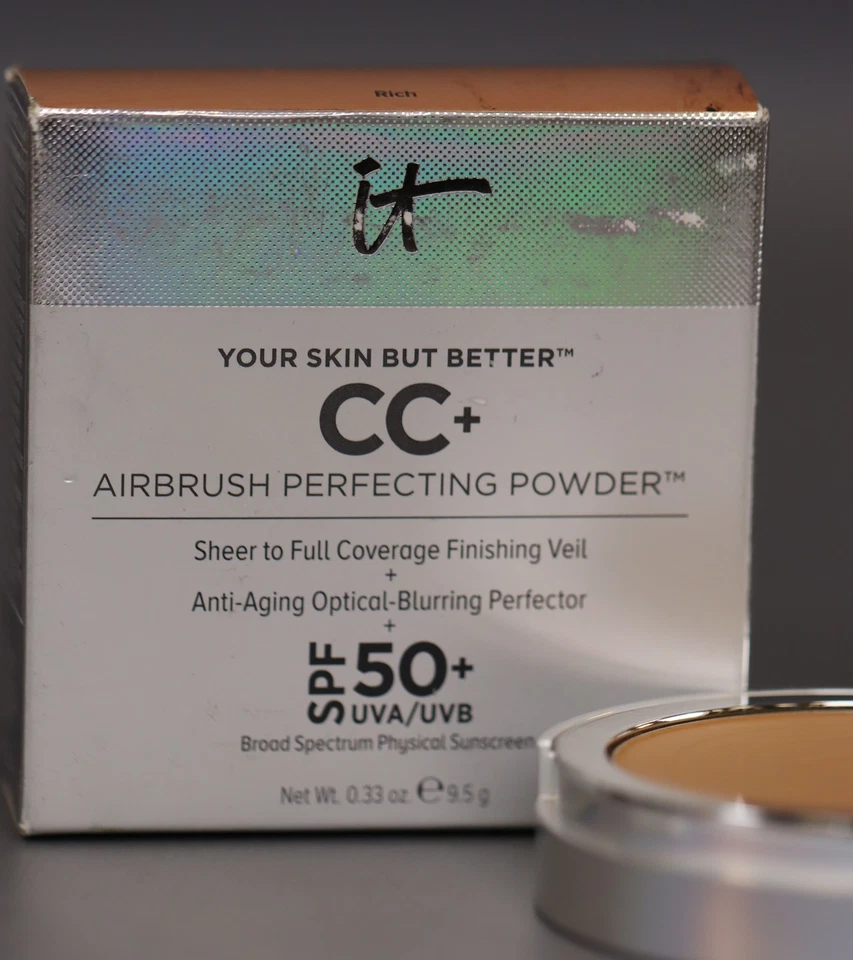 Rich
it
YOUR SKIN BUT BETTER™
CC+
AIRBRUSH PERFECTING POWDER™
Sheer to Full Coverage Finishing Veil
+
Anti-Aging Optical-Blurring Perfector
+
SPF 50+
UVA/UVB
Broad Spectrum Physical Sunscreen
Net Wt. 0.33 oz. ℮ 9.5 g